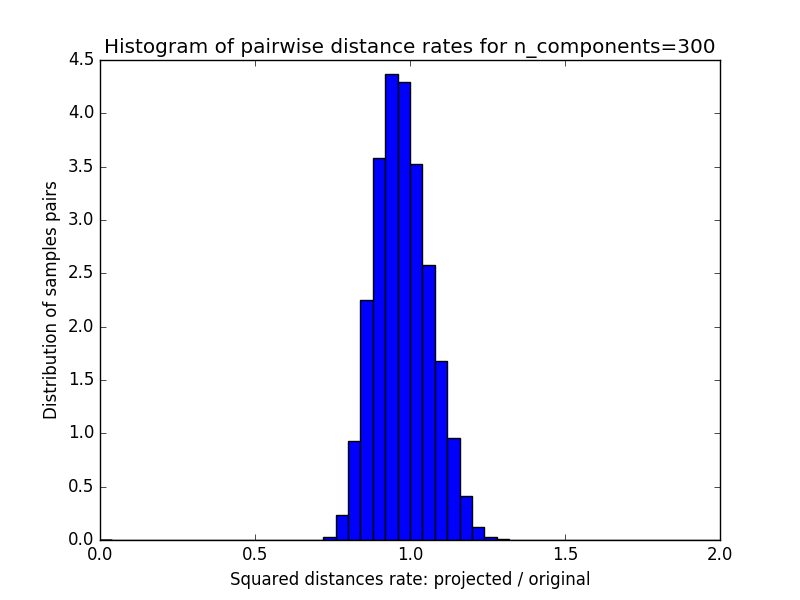 Histogram of pairwise distance rates for n_components=300
4.5
4.0
3.5
3.0
2.5
2.0
1.5
1.0
0.5
0.0
Distribution of samples pairs
0.0 0.5 1.0 1.5 2.0
Squared distances rate: projected / original